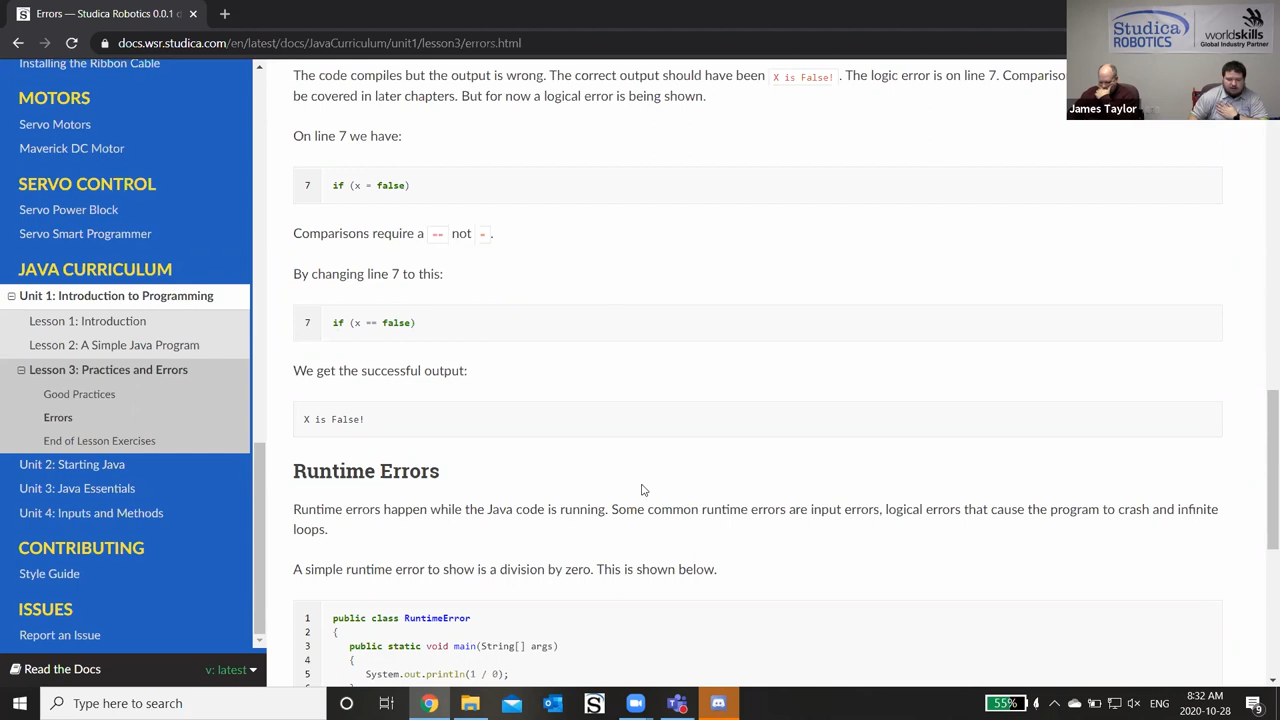 Errors — Studica 0.0.1 d
docs.wsr.studica.com/en/latest/docs/JavaCurriculum/unit1/lesson3/errors.html
Studica
ROBOTICS
worldskills
Global Industry Partner
James Taylor
Installing the Ribbon Cable
MOTORS
Servo Motors
Maverick DC Motor
SERVO CONTROL
Servo Power Block
Servo Smart Programmer
JAVA CURRICULUM
Unit 1: Introduction to Programming
Lesson 1: Introduction
Lesson 2: A Simple Java Program
Lesson 3: Practices and Errors
Good Practices
Errors
End of Lesson Exercises
Unit 2: Starting Java
Unit 3: Java Essentials
Unit 4: Inputs and Methods
CONTRIBUTING
Style Guide
ISSUES
Report an Issue
Read the Docs
v: latest
The code compiles but the output is wrong. The correct output should have been X is False! . The logic error is on line 7. Compariso
be covered in later chapters. But for now a logical error is being shown.
On line 7 we have:
7 if (x = false)
Comparisons require a == not = .
By changing line 7 to this:
7 if (x == false)
We get the successful output:
X is False!
Runtime Errors
Runtime errors happen while the Java code is running. Some common runtime errors are input errors, logical errors that cause the program to crash and infinite
loops.
A simple runtime error to show is a division by zero. This is shown below.
1 public class RuntimeError
2 {
3 public static void main(String[] args)
4 {
5 System.out.println(1 / 0);
Type here to search
55%
8:32 AM
2020-10-28
9